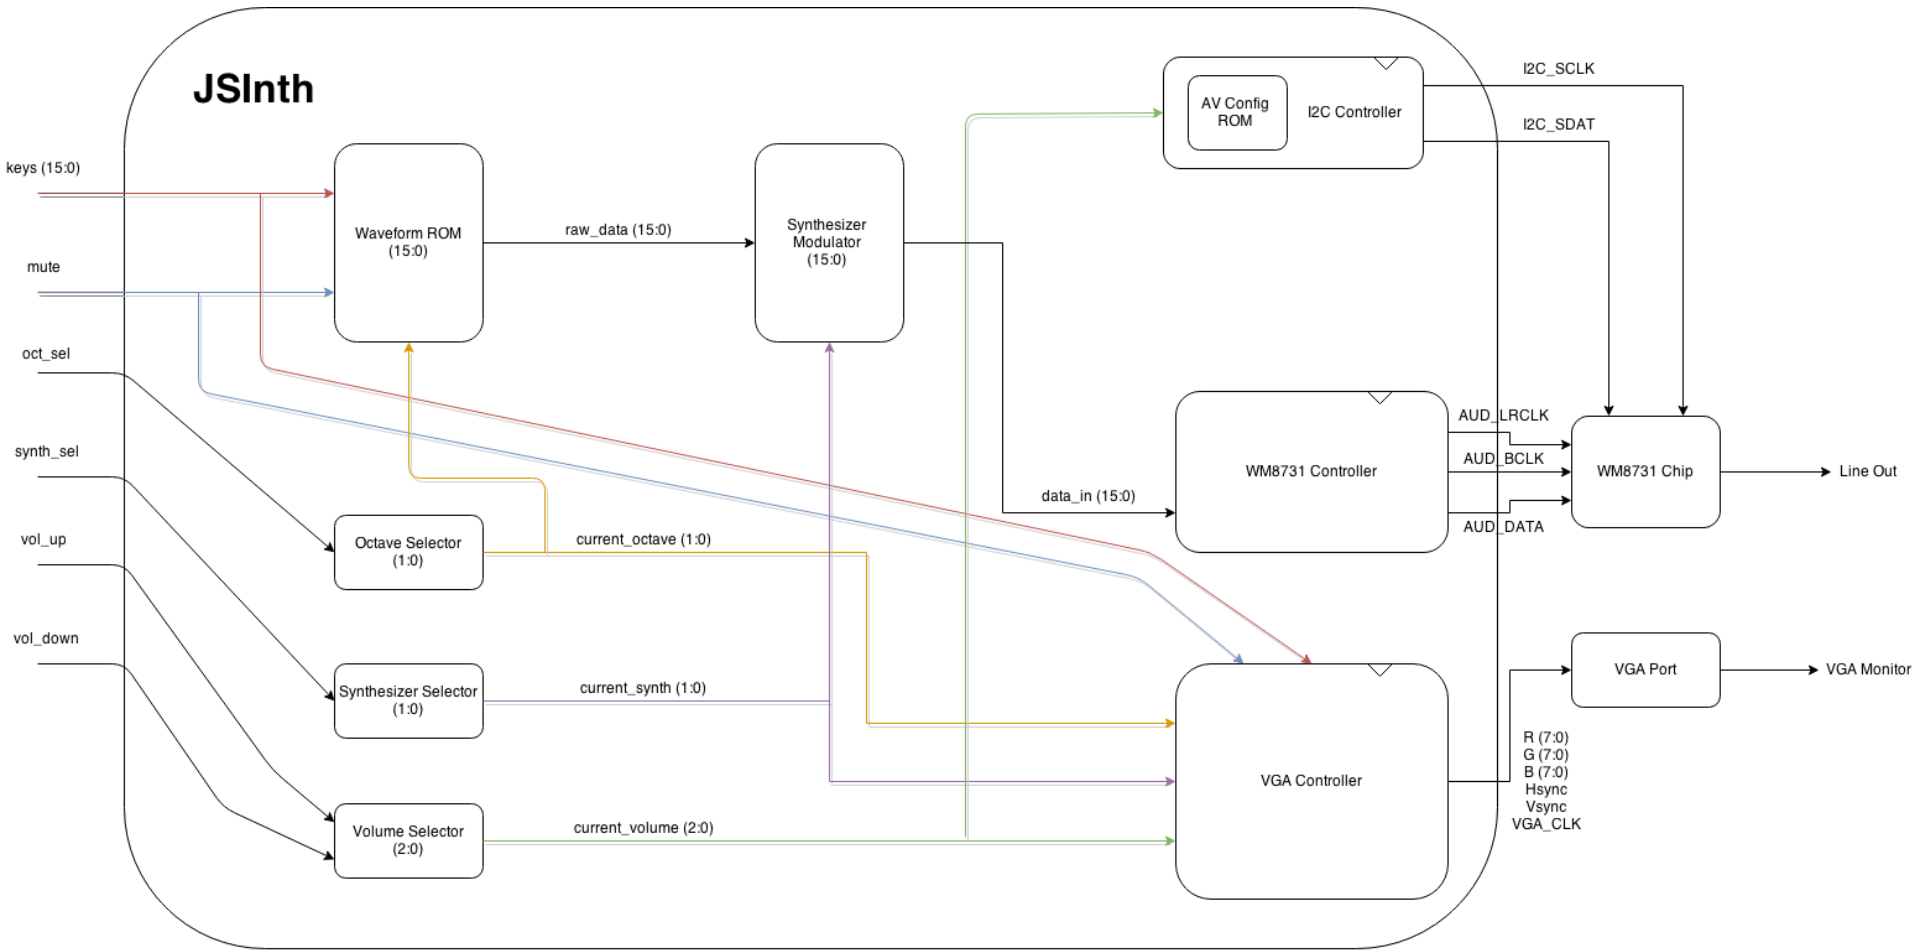 JSInth
keys (15:0)
mute
oct_sel
synth_sel
vol_up
vol_down
Waveform ROM
(15:0)
raw_data (15:0)
Synthesizer
Modulator
(15:0)
AV Config
ROM
I2C Controller
I2C_SCLK
I2C_SDAT
Octave Selector
(1:0)
current_octave (1:0)
Synthesizer Selector
(1:0)
current_synth (1:0)
Volume Selector
(2:0)
current_volume (2:0)
data_in (15:0)
WM8731 Controller
AUD_LRCLK
AUD_BCLK
AUD_DATA
WM8731 Chip
Line Out
VGA Controller
R (7:0)
G (7:0)
B (7:0)
Hsync
Vsync
VGA_CLK
VGA Port
VGA Monitor